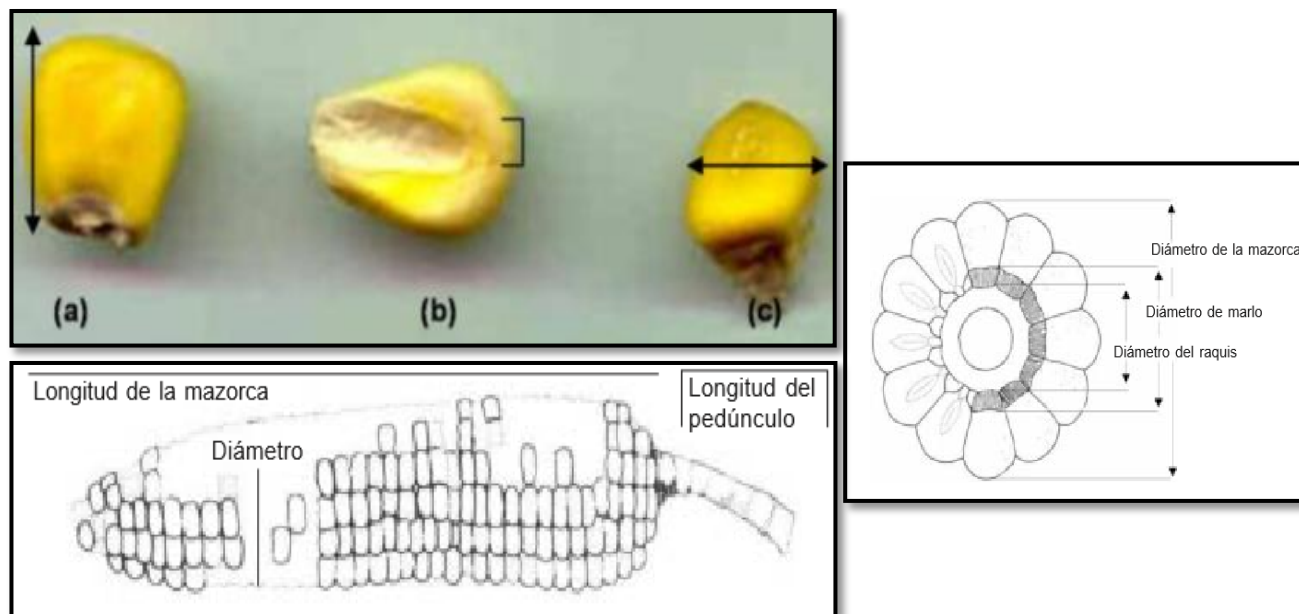 (a)
(b)
(c)
Longitud de la mazorca
Longitud del
pedúnculo
Diámetro
Diámetro de la mazorca
Diámetro de marlo
Diámetro del raquis